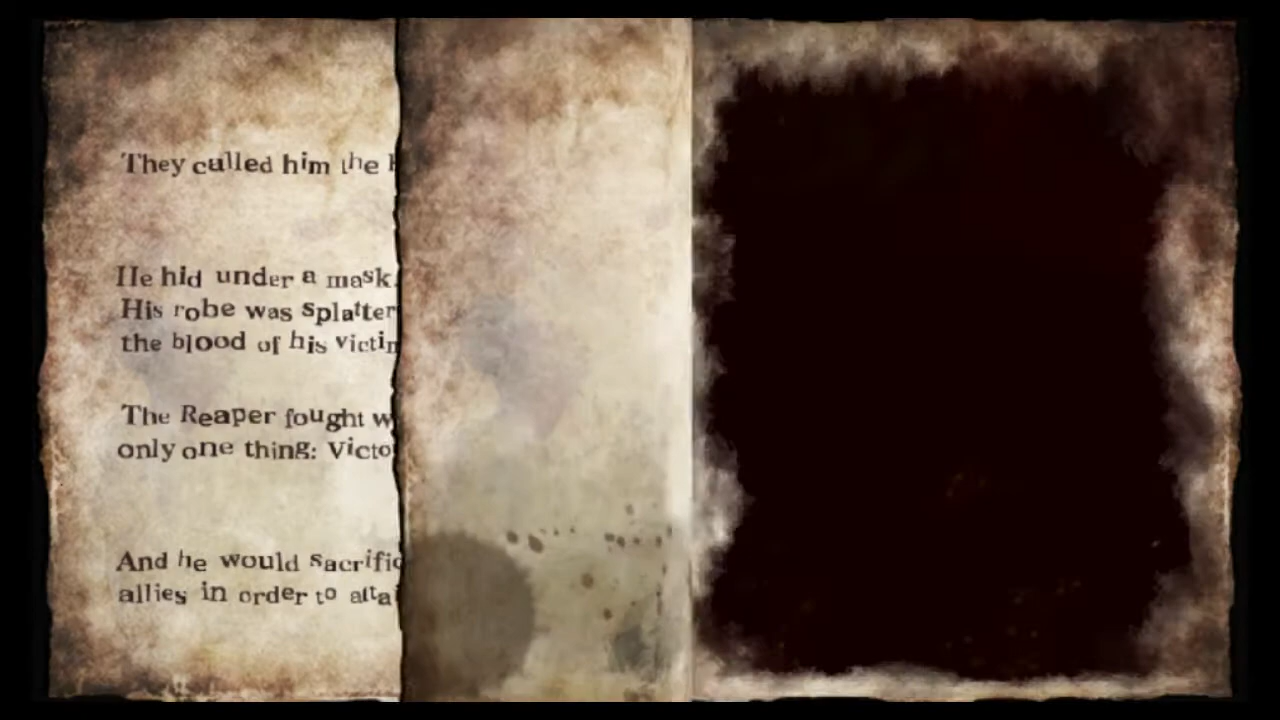 They called him the
He hid under a mask.
His robe was splatter
the blood of his victim
The Reaper fought w
only one thing: Victo
And he would sacrific
allies in order to atta